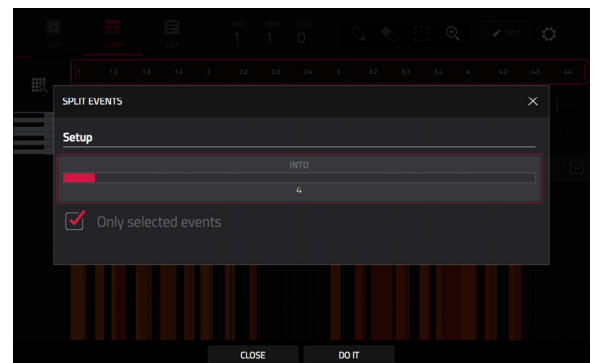 CLIP EVENT LIST BAR BEAT TICK EDIT
1: 1: 0
1 1.2 1.3 1.4 2 2.2 2.3 2.4 3 3.2 3.3 3.4 4 4.2 4.3 4.4
SPLIT EVENTS
Setup
INTO
4
Only selected events
CLOSE DO IT